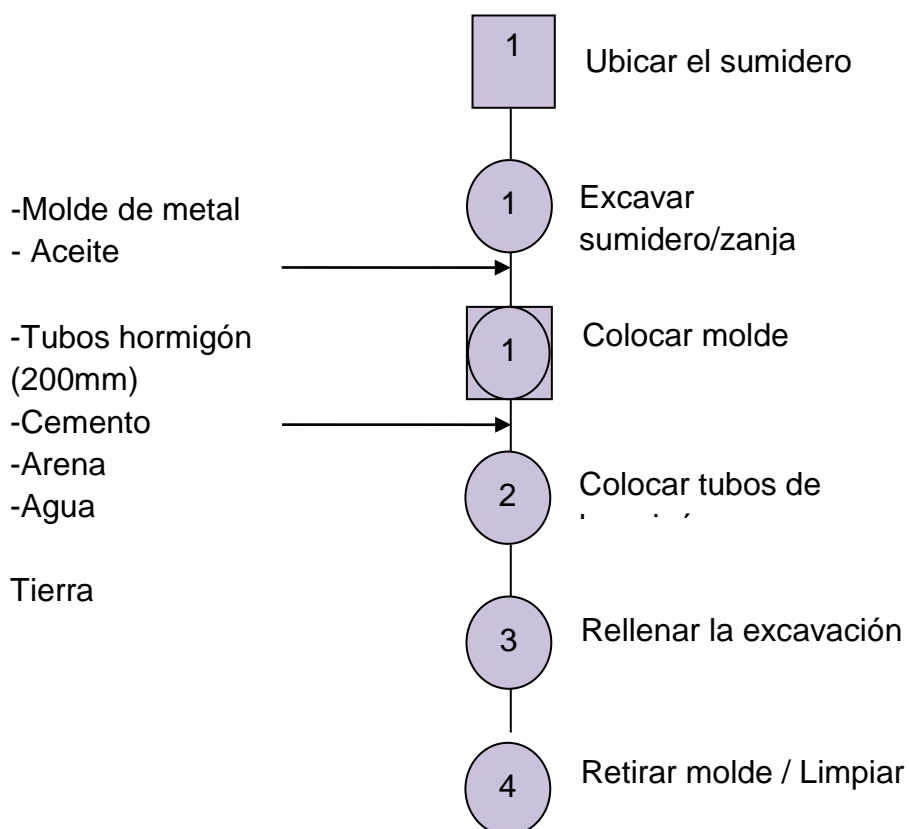 1
Ubicar el sumidero
1
Excavar
sumidero/zanja
-Molde de metal
- Aceite
1
Colocar molde
-Tubos hormigón
(200mm)
-Cemento
-Arena
-Agua
2
Colocar tubos de
Tierra
3
Rellenar la excavación
4
Retirar molde / Limpiar